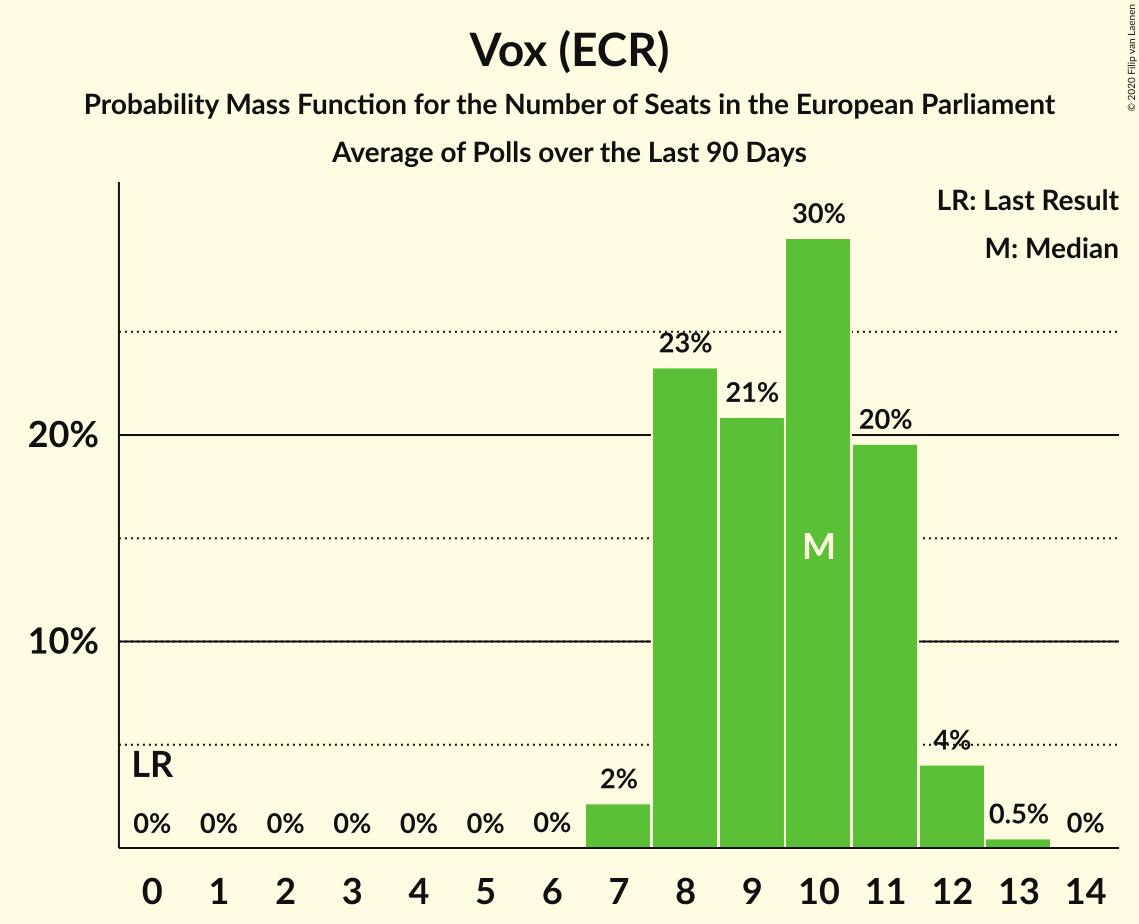 Vox (ECR)
Probability Mass Function for the Number of Seats in the European Parliament
Average of Polls over the Last 90 Days
© 2020 Filip van Laenen
LR: Last Result
M: Median
30%
23%
21%
20%
20%
M
10%
LR
4%
2%
0.5%
0% 0% 0% 0% 0% 0% 0% 0%
0 1 2 3 4 5 6 7 8 9 10 11 12 13 14